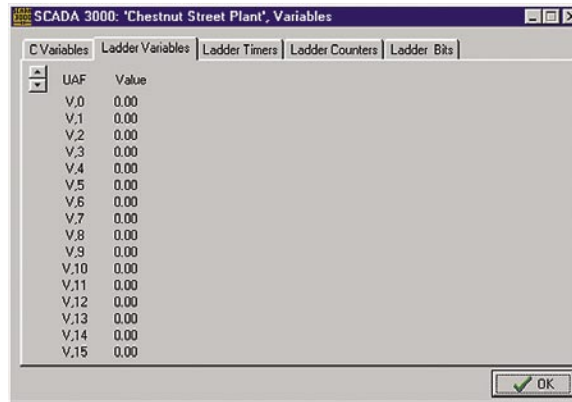 SCADA 3000: 'Chestnut Street Plant', Variables
C Variables Ladder Variables Ladder Timers Ladder Counters Ladder Bits
UAF Value
V,0 0.00
V,1 0.00
V,2 0.00
V,3 0.00
V,4 0.00
V,5 0.00
V,6 0.00
V,7 0.00
V,8 0.00
V,9 0.00
V,10 0.00
V,11 0.00
V,12 0.00
V,13 0.00
V,14 0.00
V,15 0.00
OK